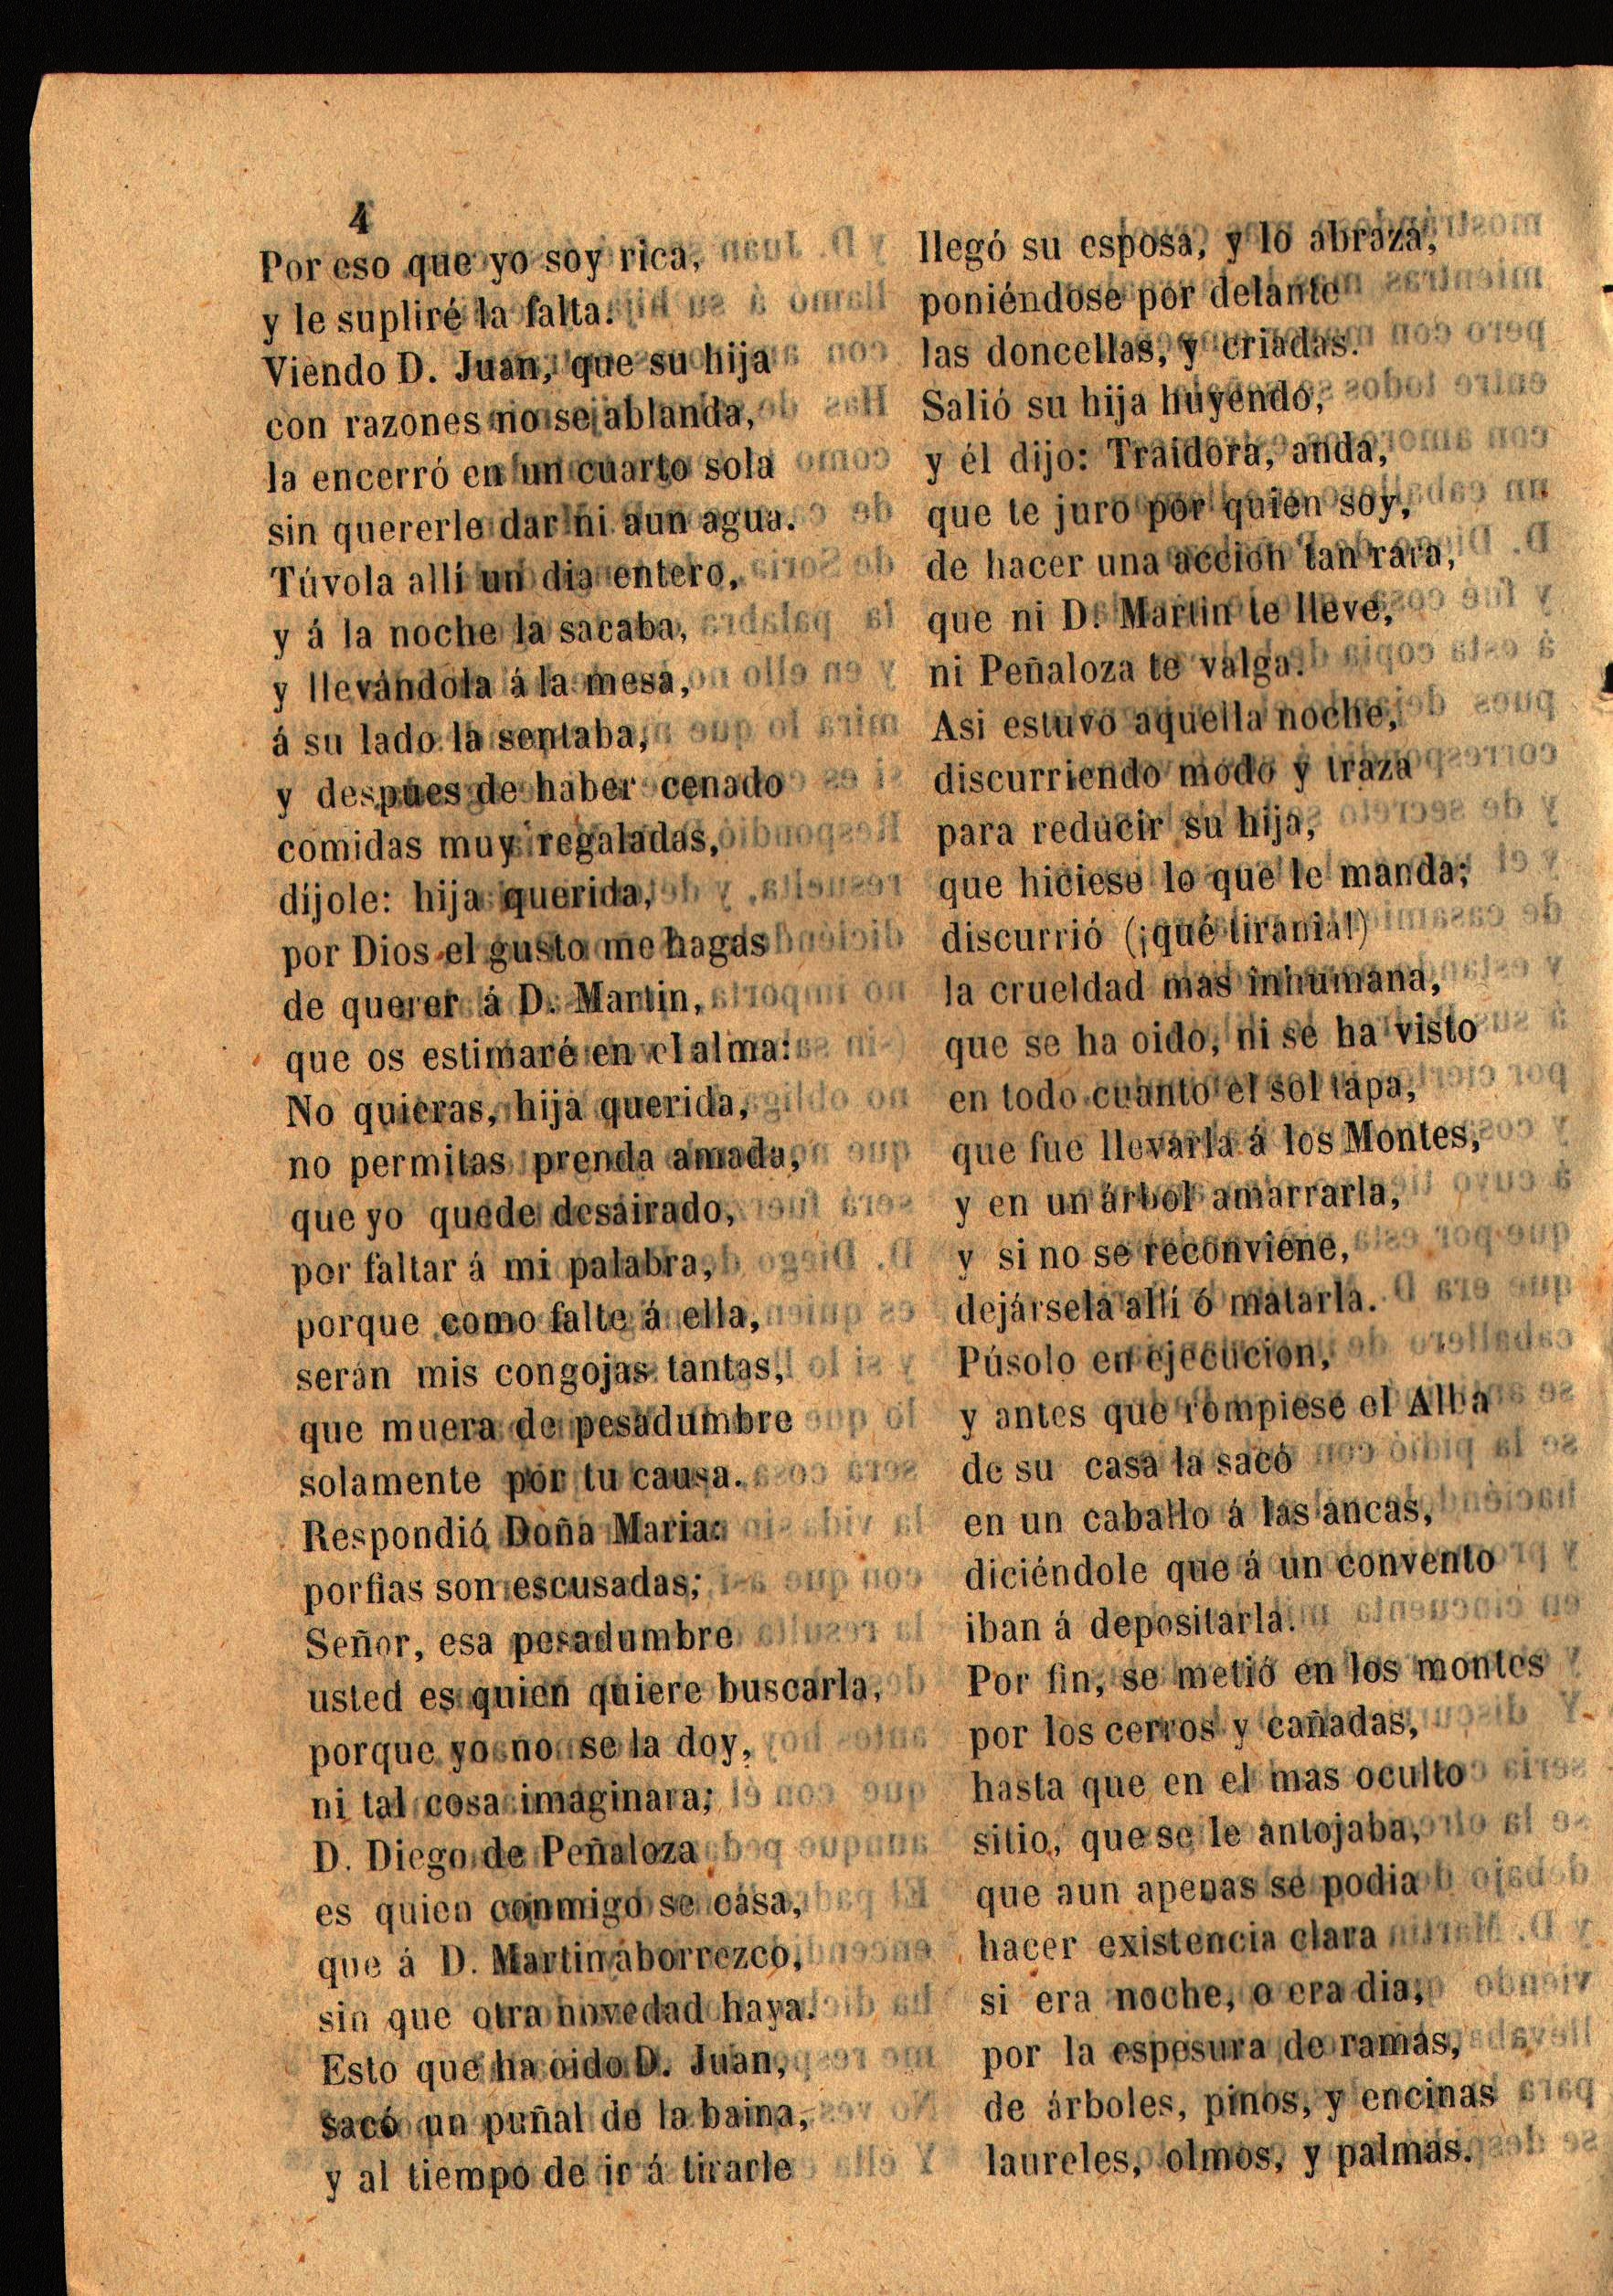 4
Por eso que yo soy rica,
y le supliré la falta.
Viendo D. Juan, que su hija
con razones no se ablanda,
la encerró en un cuarto sola
sin quererle dar ni aun agua.
Túvola allí un dia entero,
y á la noche la sacaba,
y llevándola á la mesa,
á su lado la sentaba,
y despues de haber cenado
comidas muy regaladas,
díjole: hija querida,
por Dios el gusto me hagas
de querer á D. Martin,
que os estimaré en el alma:
No quieras, hija querida,
no permitas prenda amada,
que yo quede desairado,
por faltar á mi palabra,
porque como falte á ella,
serán mis congojas tantas,
que muera de pesadumbre
solamente por tu causa.
Respondió Doña Maria:
porfias son escusadas;
Señor, esa pesadumbre
usted es quien quiere buscarla,
porque yo no se la doy,
ni tal cosa imaginara;
D. Diego de Peñaloza
es quien conmigo se casa,
que á D. Martin aborrezco,
sin que otra novedad haya.
Esto que ha oido D. Juan,
sacó un puñal de la baina,
y al tiempo de ir á tirarle
llegó su esposa, y lo abraza,
poniéndose por delante
las doncellas, y criadas.
Salió su hija huyendo,
y él dijo: Traidora, anda,
que te juro por quien soy,
de hacer una accion tan rara,
que ni D. Martin te lleve,
ni Peñaloza te valga.
Asi estuvo aquella noche,
discurriendo modo y traza
para reducir su hija,
que hiciese lo que le manda;
discurrió (¡qué tirania!)
la crueldad mas inhumana,
que se ha oido, ni se ha visto
en todo cuanto el sol tapa,
que fue llevarla á los Montes,
y en un árbol amarrarla,
y si no se reconviene,
dejársela allí ó matarla.
Púsolo en ejecucion,
y antes que rompiese el Alba
de su casa la sacó
en un caballo á las ancas,
diciéndole que á un convento
iban á depositarla.
Por fin, se metió en los montes
por los cerros y cañadas,
hasta que en el mas oculto
sitio, que se le antojaba,
que aun apenas se podia
hacer existencia clara
si era noche, o era dia,
por la espesura de ramas,
de árboles, pinos, y encinas
laureles, olmos, y palmas.